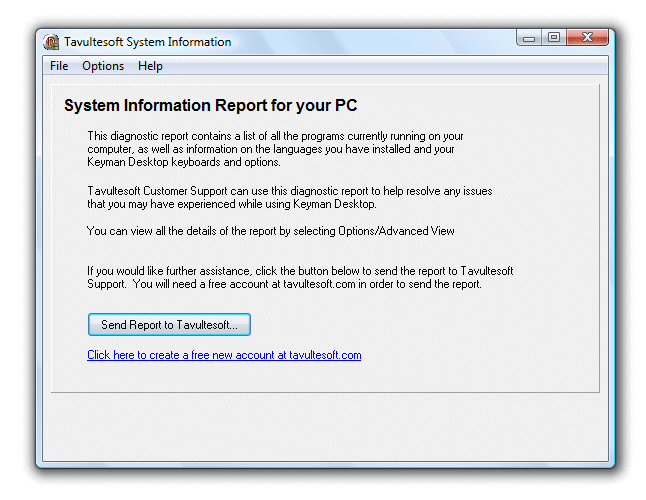 Tavultesoft System Information
File Options Help
System Information Report for your PC
This diagnostic report contains a list of all the programs currently running on your
computer, as well as information on the languages you have installed and your
Keyman Desktop keyboards and options.
Tavultesoft Customer Support can use this diagnostic report to help resolve any issues
that you may have experienced while using Keyman Desktop.
You can view all the details of the report by selecting Options/Advanced View
If you would like further assistance, click the button below to send the report to Tavultesoft
Support. You will need a free account at tavultesoft.com in order to send the report.
Send Report to Tavultesoft...
Click here to create a free new account at tavultesoft.com